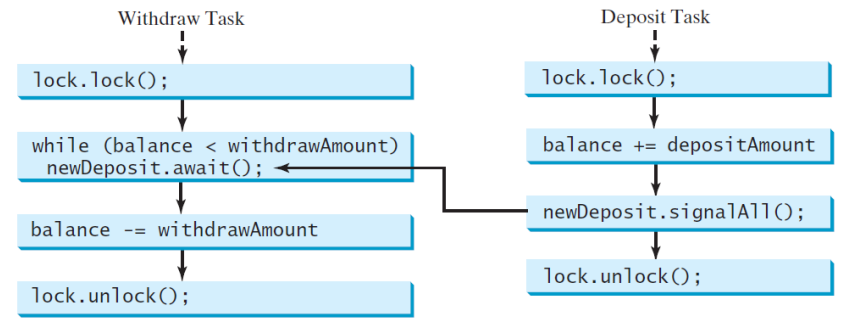 Withdraw Task
lock.lock();
while (balance < withdrawAmount)
newDeposit.await();
balance -= withdrawAmount
lock.unlock();
Deposit Task
lock.lock();
balance += depositAmount
newDeposit.signalAll();
lock.unlock();